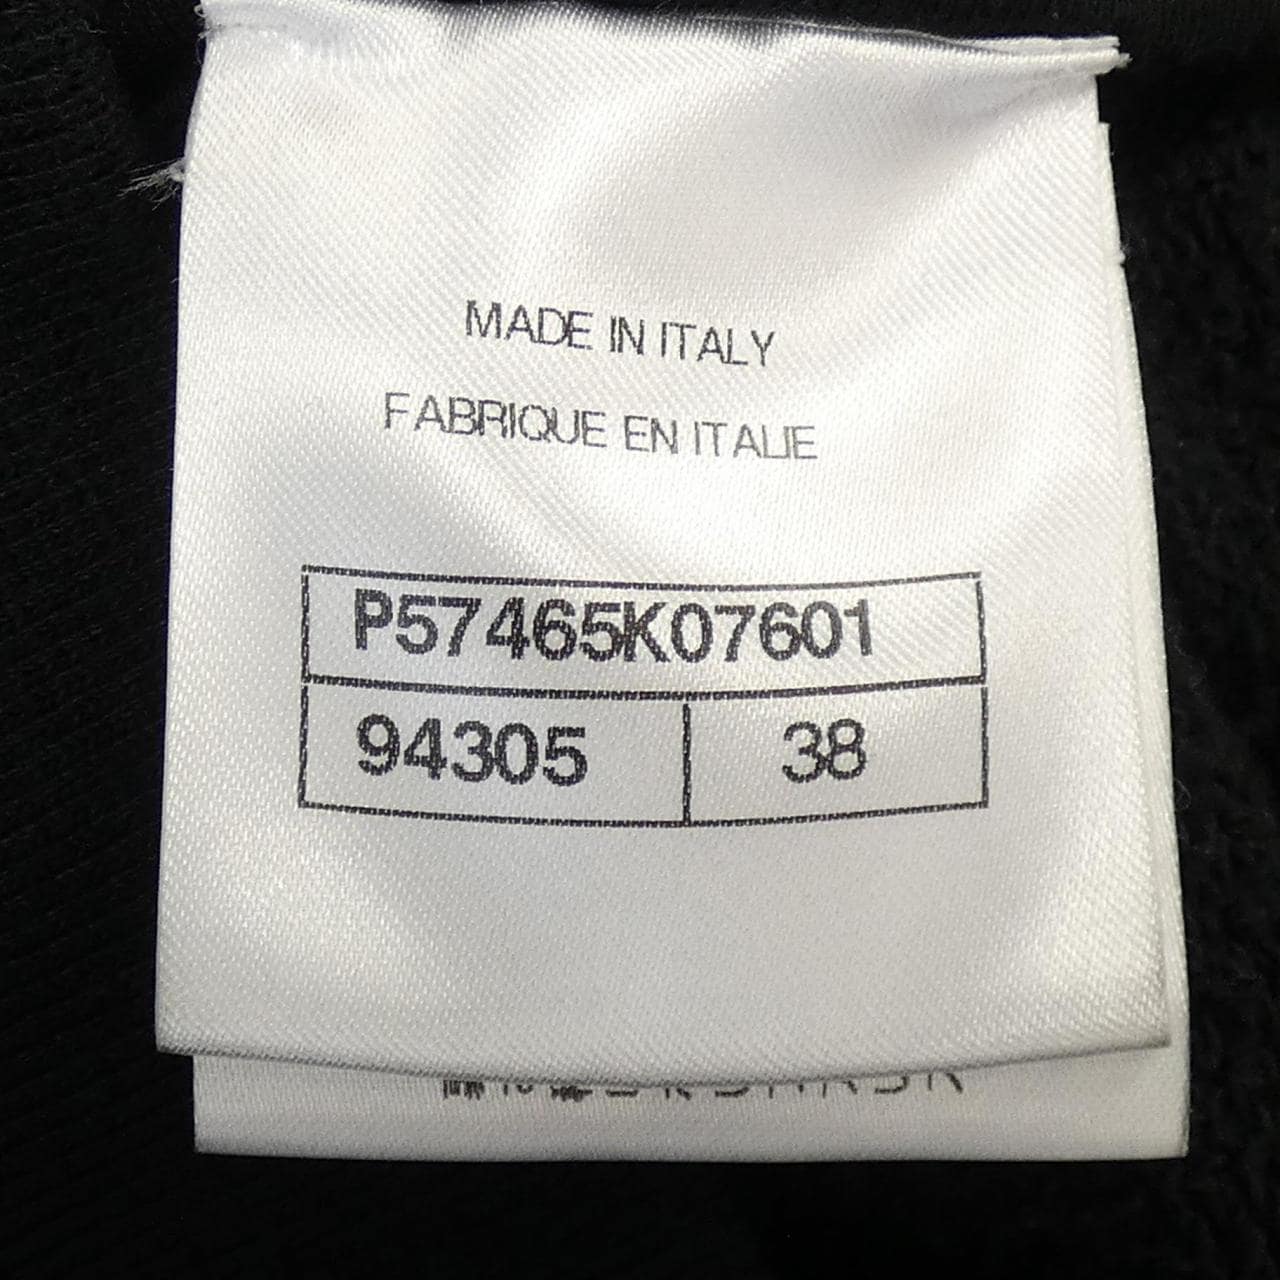 MADE IN ITALY
FABRIQUE EN ITALIE
P57465K07601
94305 38